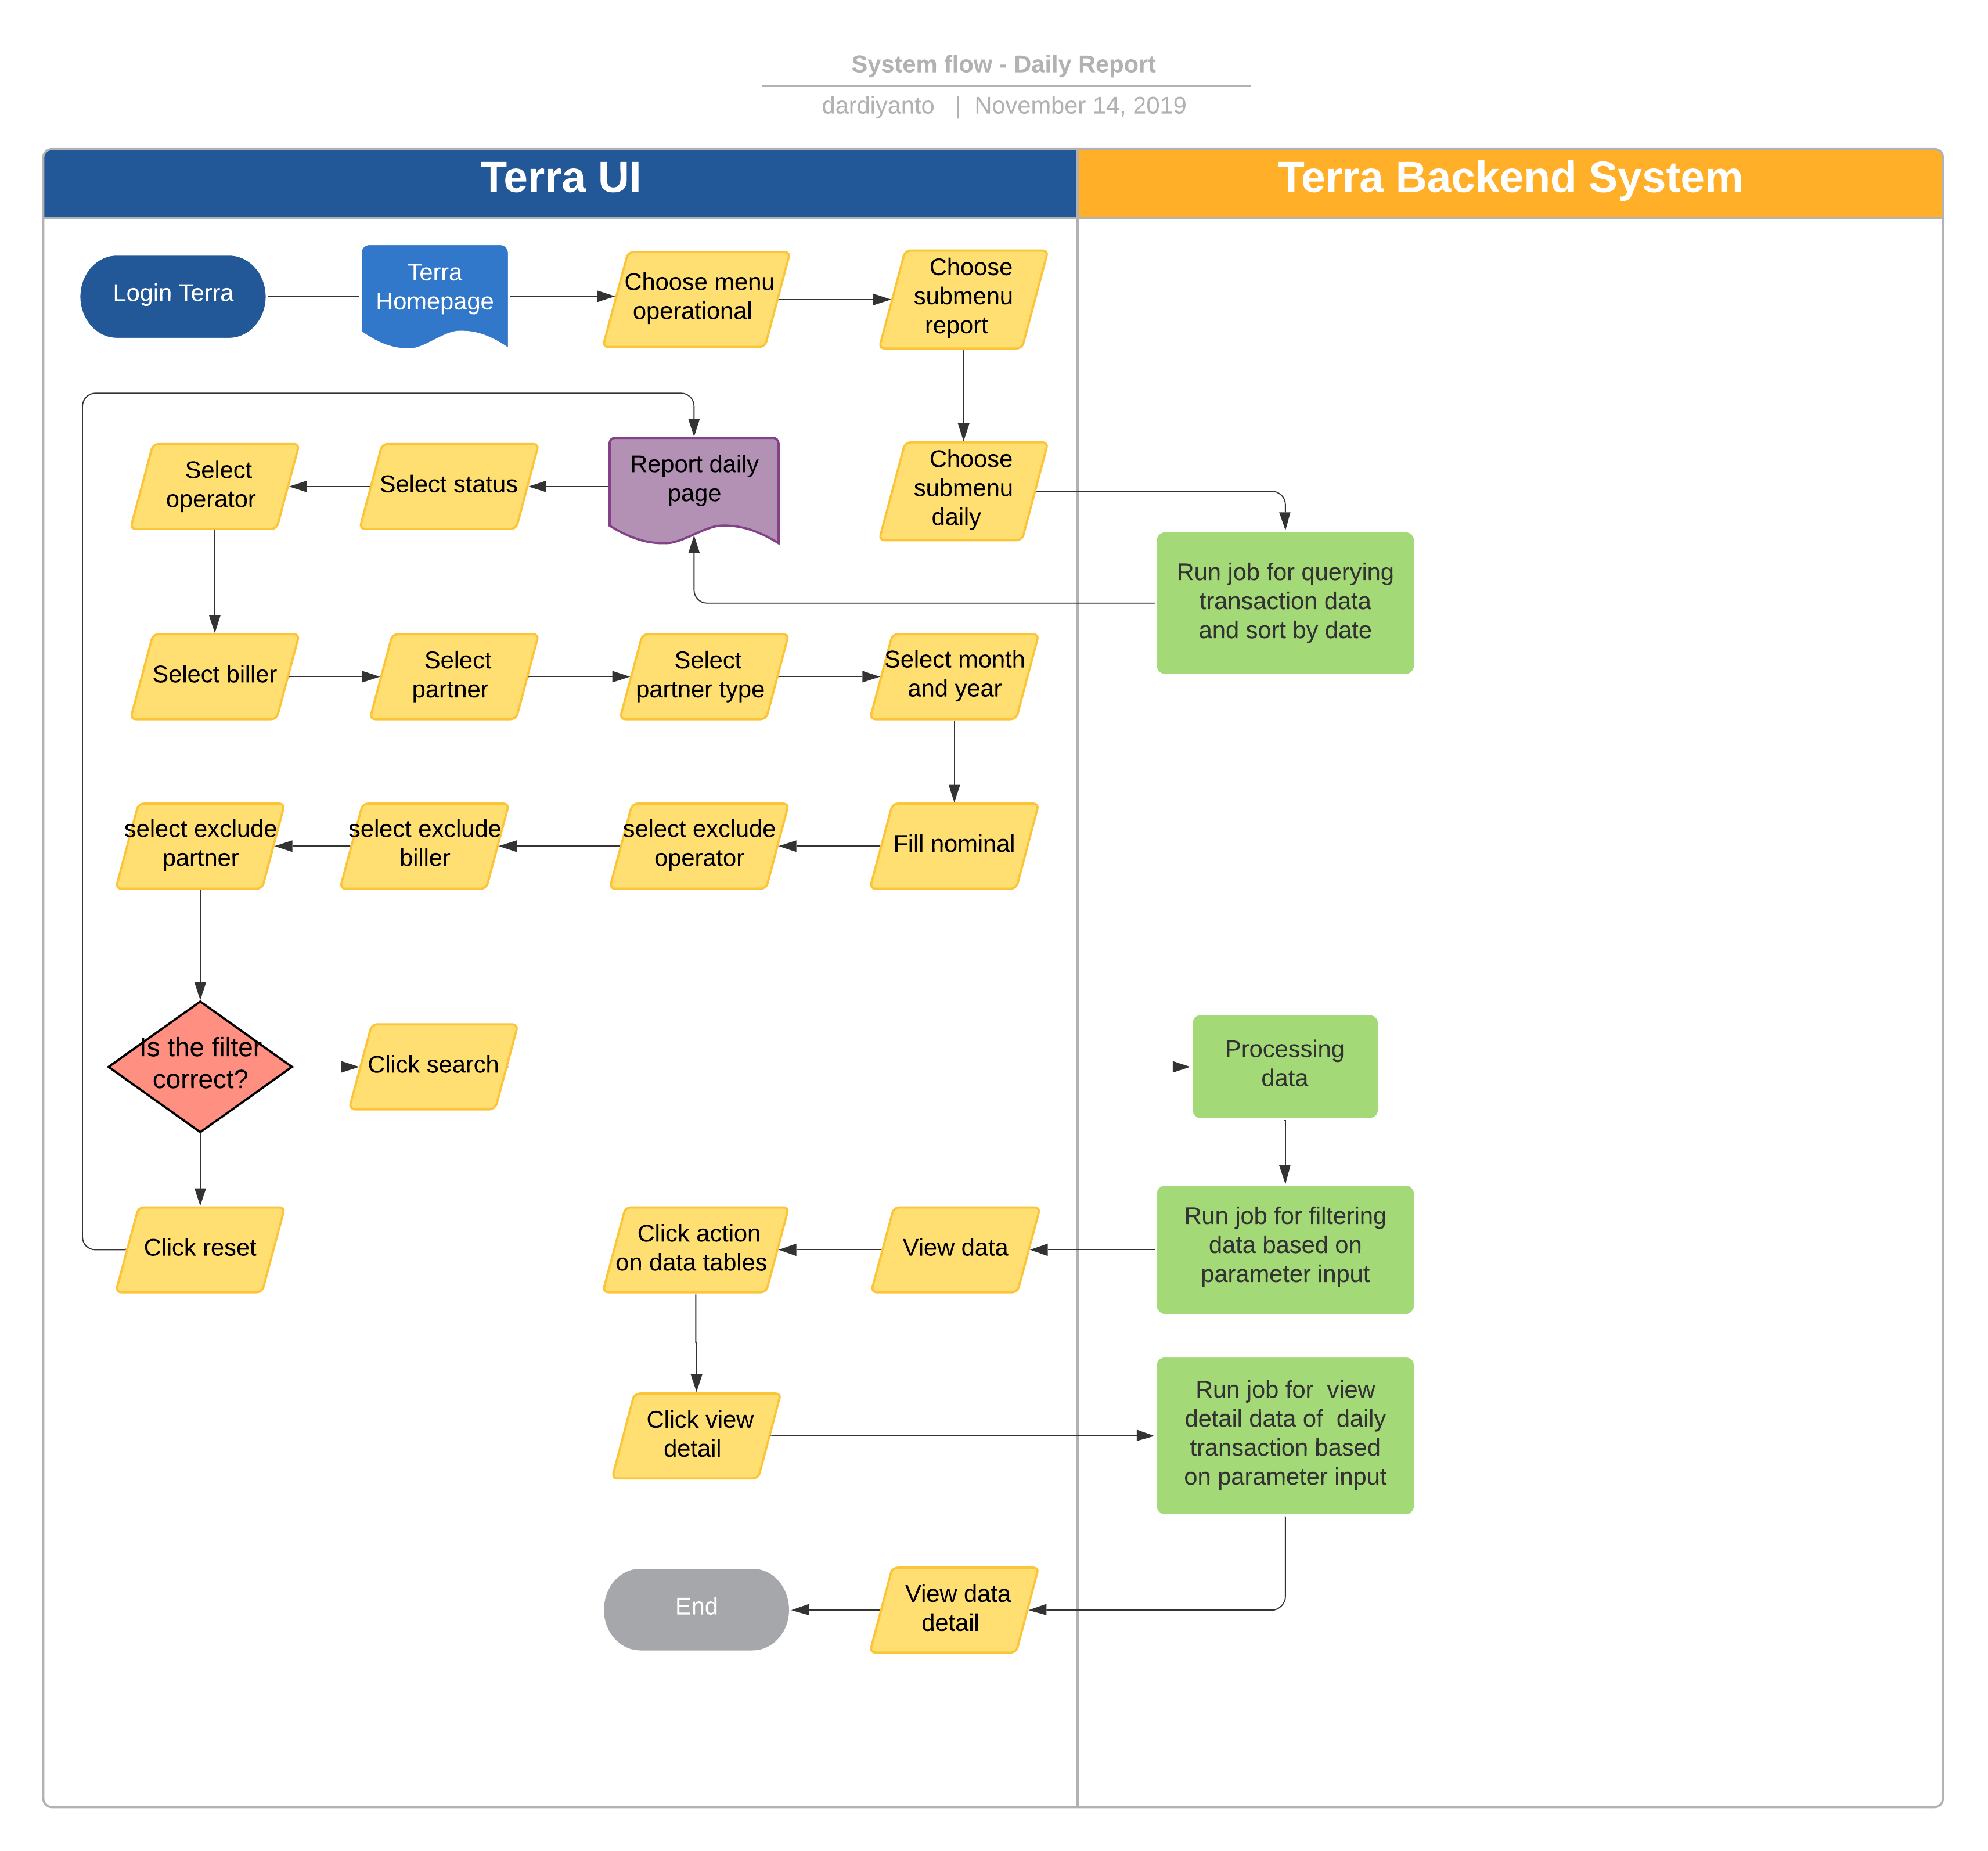 System flow - Daily Report
dardiyanto | November 14, 2019
Terra UI
Terra Backend System
Login Terra
Terra
Homepage
Choose menu
operational
Choose
submenu
report
Select
operator
Select status
Report daily
page
Choose
submenu
daily
Run job for querying
transaction data
and sort by date
Select biller
Select
partner
Select
partner type
Select month
and year
select exclude
partner
select exclude
biller
select exclude
operator
Fill nominal
Is the filter
correct?
Click search
Processing
data
Click reset
Click action
on data tables
View data
Run job for filtering
data based on
parameter input
Click view
detail
Run job for view
detail data of daily
transaction based
on parameter input
End
View data
detail